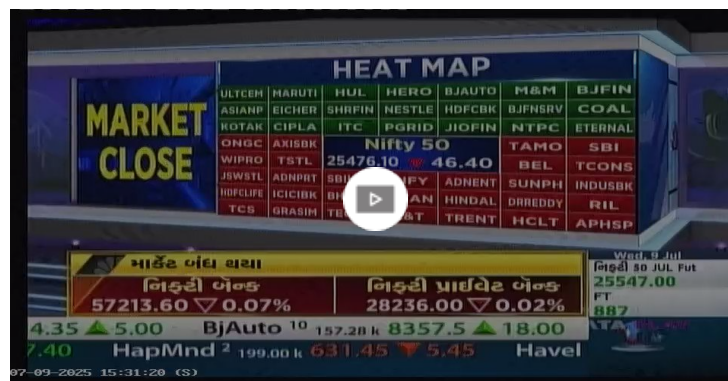 HEAT MAP
MARKET CLOSE
ULTCEM MARUTI HUL HERO BJAUTO M&M BJFIN
ASIANP EICHER SHRFIN NESTLE HDFCBK BJFNSRV COAL
KOTAK CIPLA ITC PGRID JIOFIN NTPC ETERNAL
ONGC AXISBK Nifty 50 TAMO SBI
WIPRO TSTL 25476.10 46.40 BEL TCONS
JSWSTL ADNPRT ADNENT SUNPH INDUSBK
HDFCLIFE ICICIBK HINDAL DRREDDY RIL
TCS GRASIM TRENT HCLT APHSP
માર્કેટ બંધ થયા
નિફ્ટી બેન્ક નિફ્ટી પ્રાઈવેટ બેન્ક
57213.60 ▽ 0.07% 28236.00 ▽ 0.02%
Wed, 9 Jul
નિફ્ટી 50 JUL Fut
25547.00
FT
887
4.35 ▲ 5.00 BjAuto 10 157.28 k 8357.5 ▲ 18.00
7.40 HapMnd 2 199.00 k 631.45 ▼ 5.45 Havel
07-09-2025 15:31:20 (S)